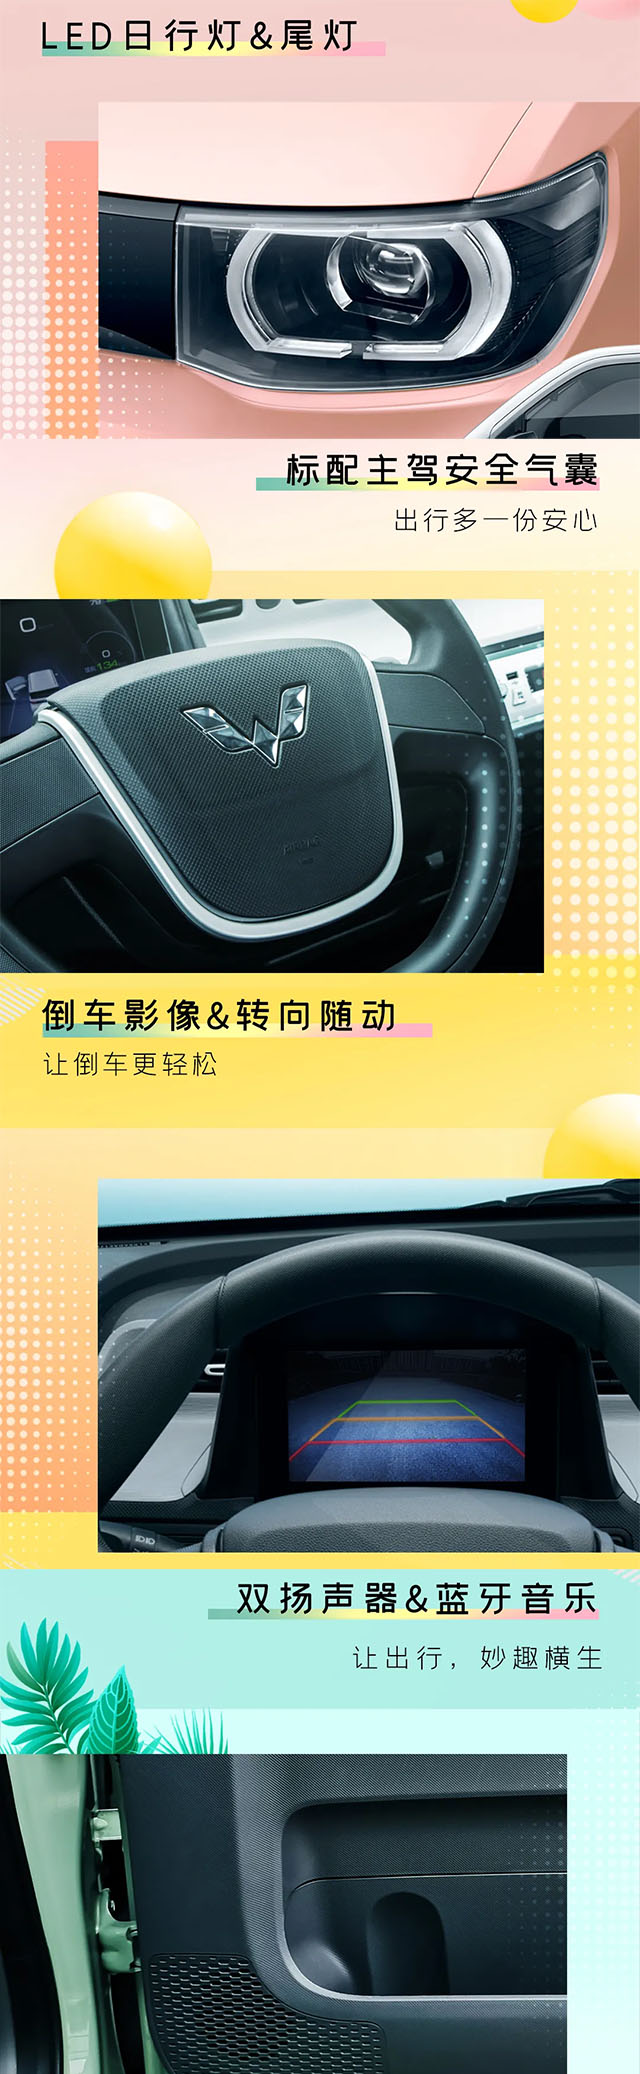 LED日行灯&尾灯
标配主驾安全气囊
出行多一份安心
倒车影像&转向随动
让倒车更轻松
双扬声器&蓝牙音乐
让出行，妙趣横生